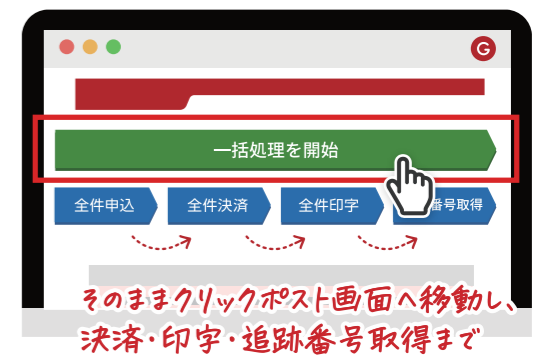 G
一括処理を開始
全件申込 全件決済 全件印字 番号取得
そのままクリックポスト画面へ移動し、
決済・印字・追跡番号取得まで